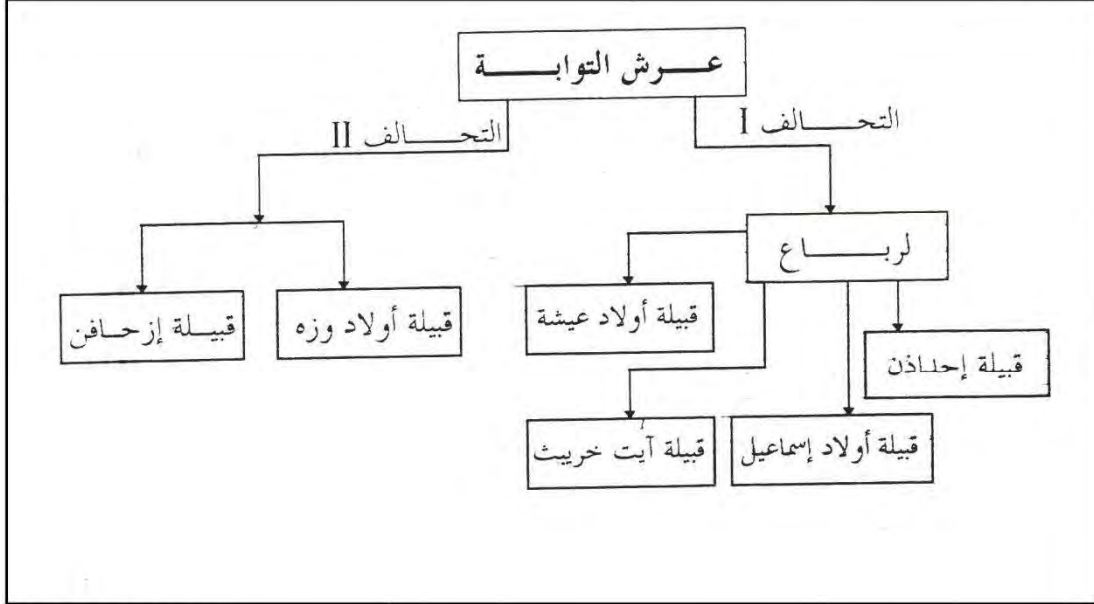 عرش التوابة
التحالف I
التحالف II
لرباع
قبيلة أولاد عيشة
قبيلة أولاد وزه
قبيلة إزحافن
قبيلة إحداذن
قبيلة آيت خريبث
قبيلة أولاد إسماعيل